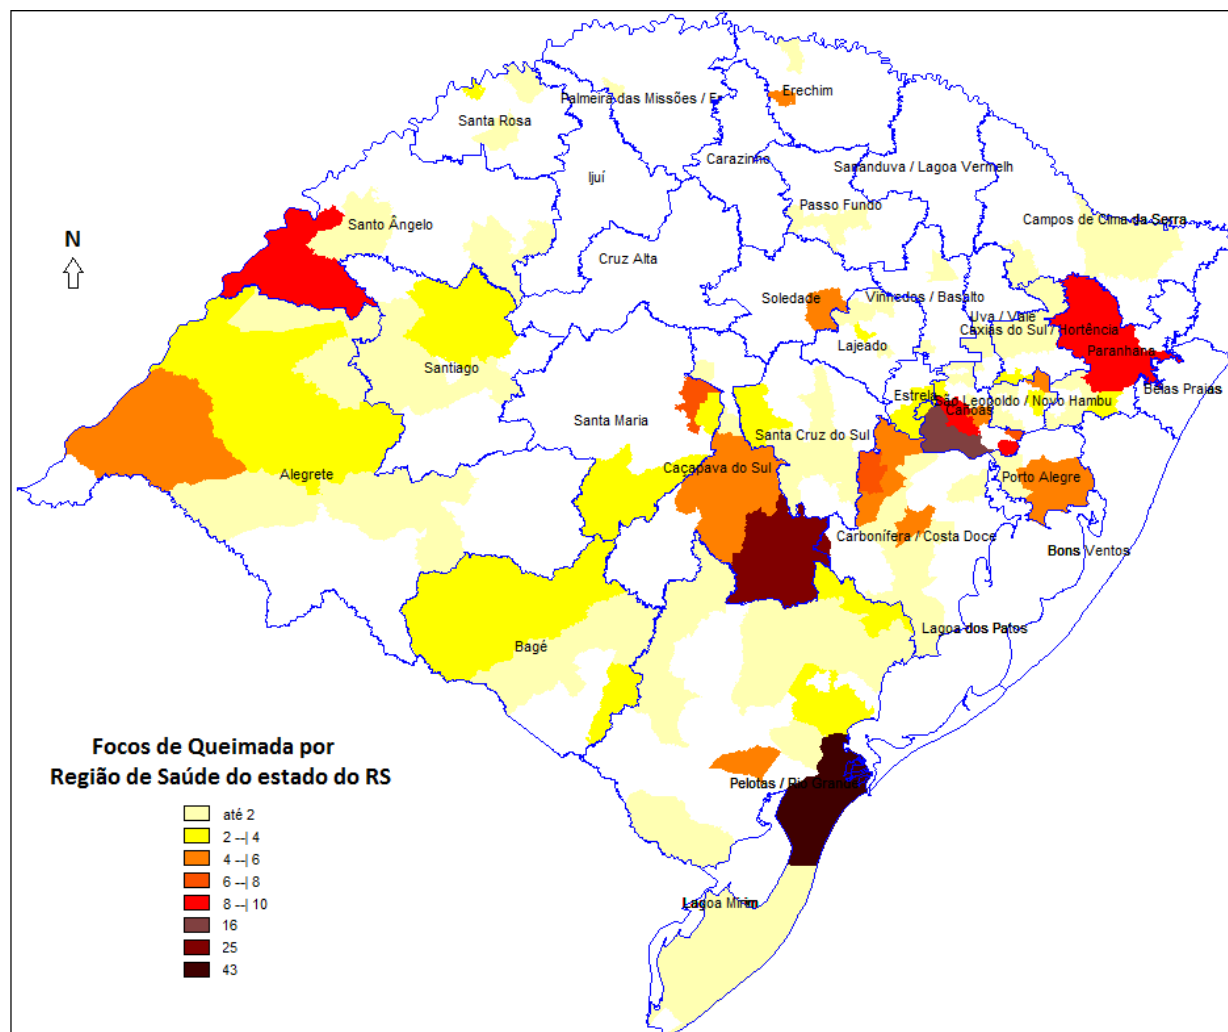 Erechim
Palmeira das Missões / Fr
Santa Rosa
Carazinho
Sananduva / Lagoa Vermelh
Ijuí
Passo Fundo
Campos de Cima da Serra
Santo Ângelo
N
Cruz Alta
Soledade
Vinhedos / Basalto
Uva / Vale
Caxias do Sul / Hortência
Lajeado
Paranhana
Santiago
Belas Praias
Estrela
São Leopoldo / Novo Hambu
Canoas
Santa Maria
Santa Cruz do Sul
Caçapava do Sul
Alegrete
Porto Alegre
Carbonífera / Costa Doce
Bons Ventos
Lagoa dos Patos
Bagé
Focos de Queimada por
Região de Saúde do estado do RS
Pelotas / Rio Grande
até 2
2 --| 4
4 --| 6
6 --| 8
8 --| 10
16
25
43
Lagoa Mirim